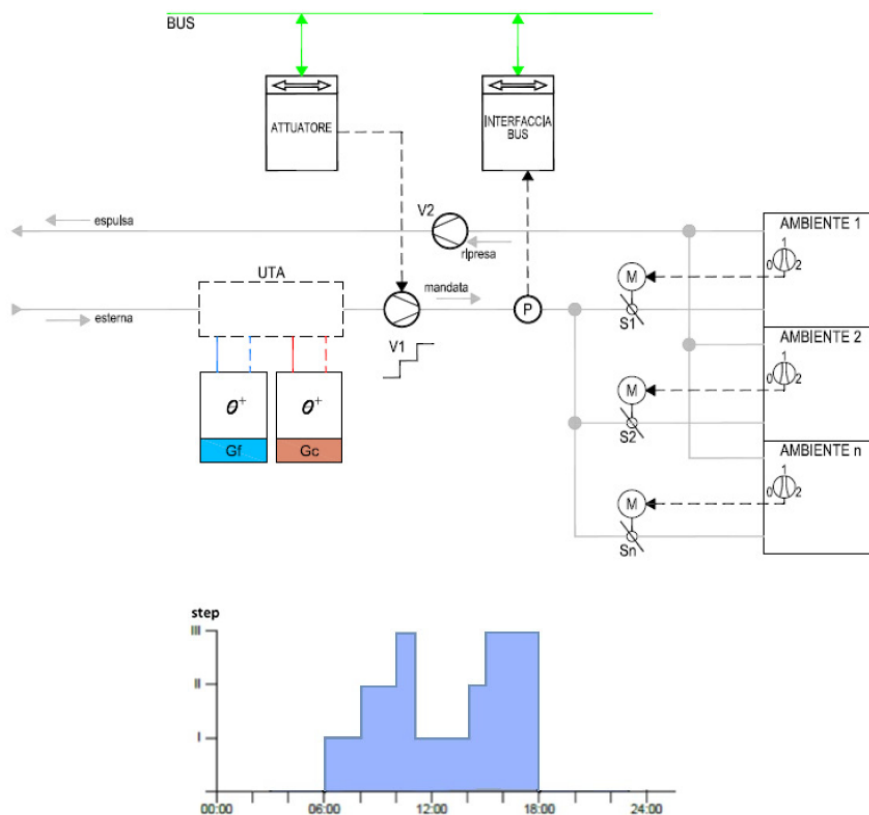 BUS
ATTUATORE
INTERFACCIA
BUS
espulsa
V2
ripresa
AMBIENTE 1
0 1 2
M
UTA
mandata
esterna
P
S1
V1
AMBIENTE 2
0 1 2
M
θ+
θ+
S2
Gf
Gc
AMBIENTE n
0 1 2
M
Sn
step
III
II
I
00:00 06:00 12:00 18:00 24:00